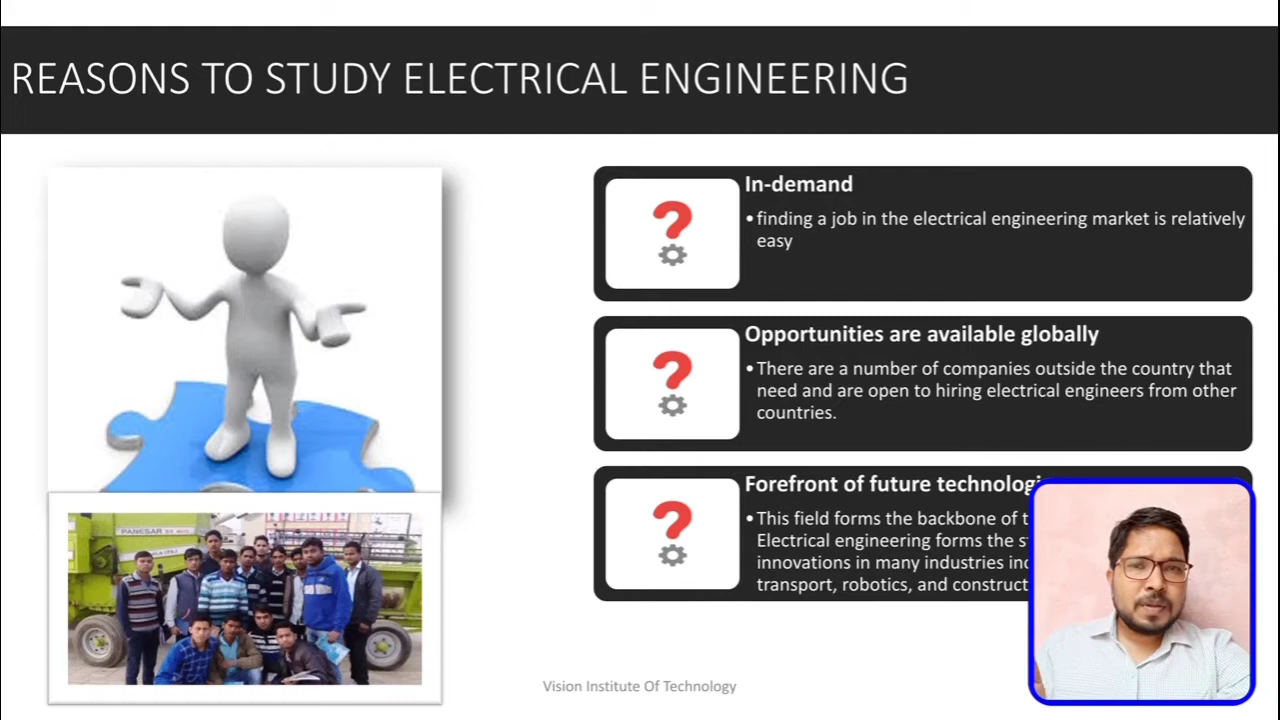 REASONS TO STUDY ELECTRICAL ENGINEERING
In-demand
•finding a job in the electrical engineering market is relatively
easy
Opportunities are available globally
•There are a number of companies outside the country that
need and are open to hiring electrical engineers from other
countries.
Forefront of future
•This field forms the backbone of
Electrical engineering forms the
innovations in many industries
transport, robotics, and
PANESAR
Vision Institute Of Technology